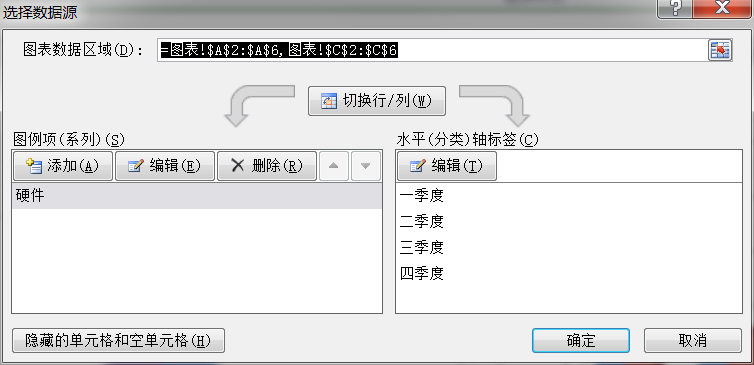 选择数据源
图表数据区域(D)： =图表!$A$2:$A$6,图表!$C$2:$C$6
切换行/列(W)
图例项(系列)(S)
添加(A) 编辑(E) 删除(R)
硬件
水平(分类)轴标签(C)
编辑(T)
一季度
二季度
三季度
四季度
隐藏的单元格和空单元格(H) 确定 取消